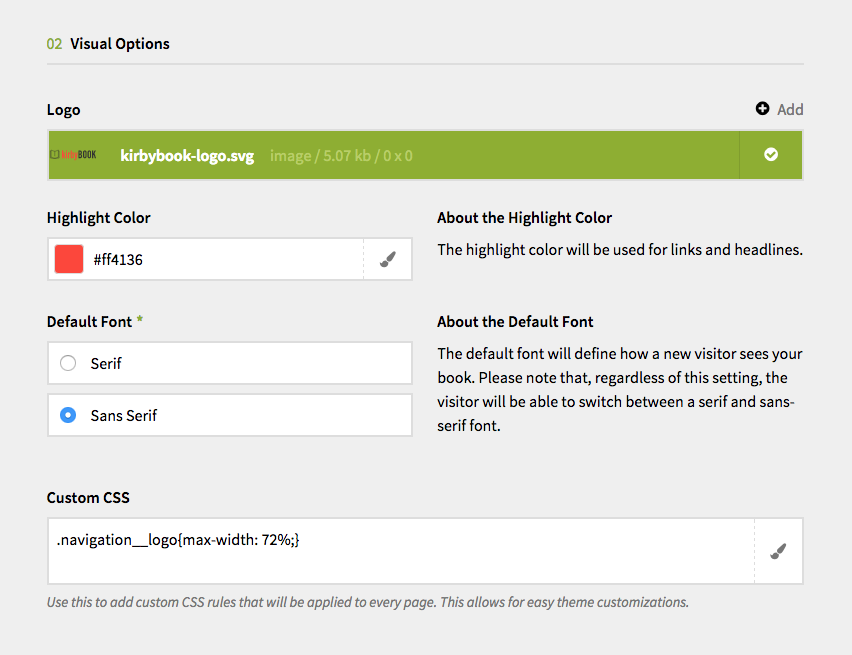 02 Visual Options
Logo
Add
kirbyBOOK
kirbybook-logo.svg image / 5.07 kb / 0 x 0
Highlight Color
#ff4136
About the Highlight Color
The highlight color will be used for links and headlines.
Default Font *
Serif
Sans Serif
About the Default Font
The default font will define how a new visitor sees your
book. Please note that, regardless of this setting, the
visitor will be able to switch between a serif and sans-
serif font.
Custom CSS
.navigation__logo{max-width: 72%;}
Use this to add custom CSS rules that will be applied to every page. This allows for easy theme customizations.